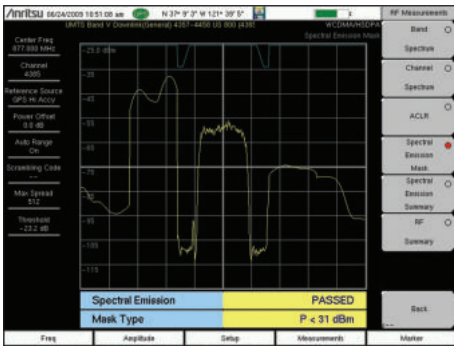 Anritsu 06/24/2009 10:51:08 am
N 37° 9' 3" W 121° 39' 5"
RF Measurements
UMTS Band V Downlink(General) 4357-4458 US 800 (4385)
WCDMA/HSDPA
Spectral Emission Mask
Center Freq
877.000 MHz
Channel
4385
Reference Source
GPS Hi Accy
Power Offset
0.0 dB
Auto Range
On
Scrambling Code
--
Max Spread
512
Threshold
-23.2 dB
-25.0 dBm
-35
-45
-55
-65
-75
-85
-95
-105
-115
Band
Spectrum
Channel
Spectrum
ACLR
Spectral
Emission
Mask
Spectral
Emission
Summary
RF
Summary
Back
Spectral Emission PASSED
Mask Type P < 31 dBm
Freq Amplitude Setup Measurements Marker